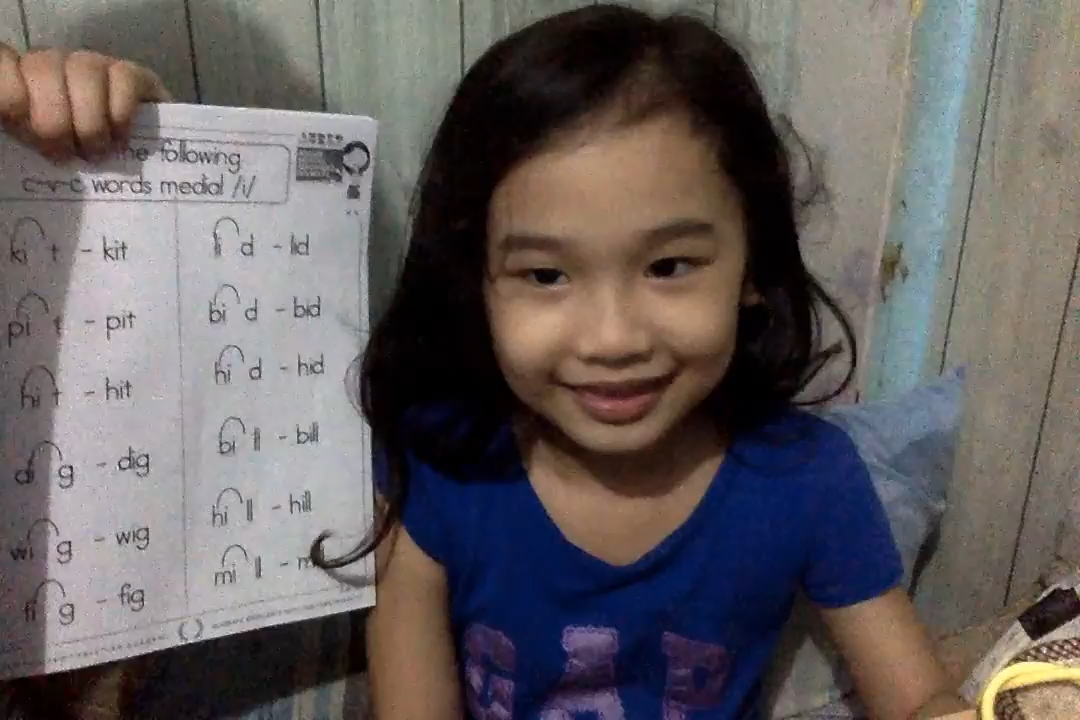 the following
c-v-c words medial /i/
ki t - kit
pi t - pit
hi t - hit
di g - dig
wi g - wig
fi g - fig
li d - lid
bi d - bid
hi d - hid
bi ll - bill
hi ll - hill
mi ll - m
GAP